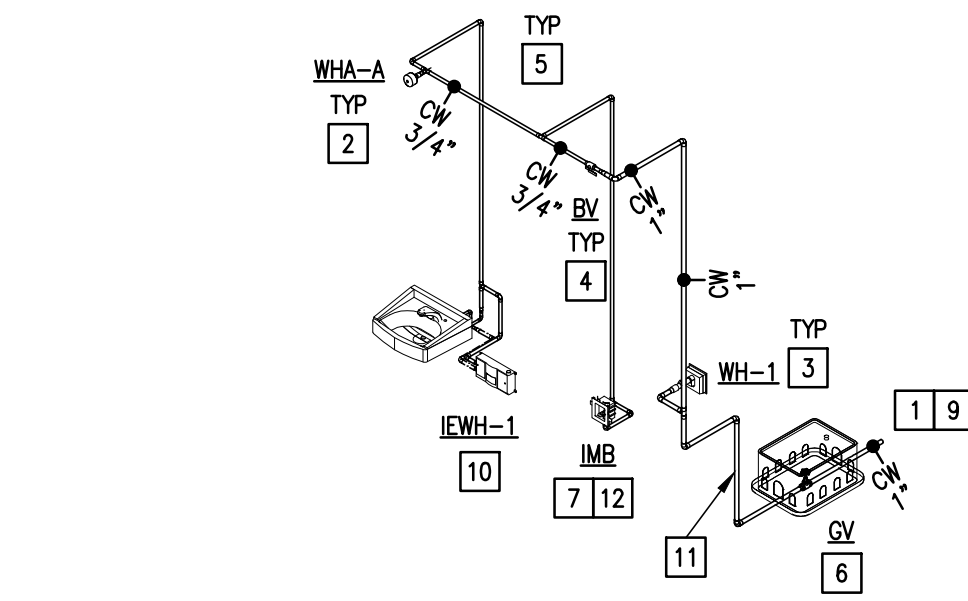 TYP
5
WHA-A
TYP
2
CW
3/4"
CW
3/4"
BV
TYP
4
CW
1"
CW
1"
TYP
3
WH-1
1 9
IEWH-1
10
IMB
7 12
CW
1"
GV
6
11